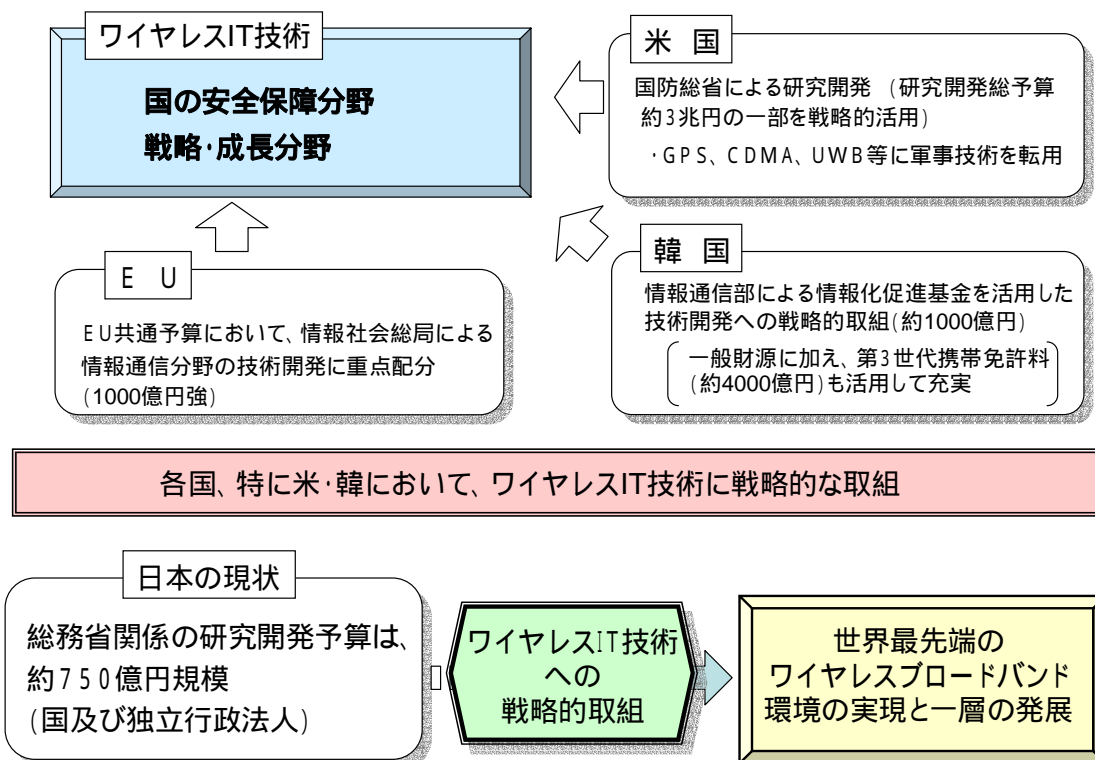 ワイヤレスIT技術
国の安全保障分野
戦略・成長分野
米 国
国防総省による研究開発 (研究開発総予算
約3兆円の一部を戦略的活用)
・GPS、CDMA、UWB等に軍事技術を転用
E U
EU共通予算において、情報社会総局による
情報通信分野の技術開発に重点配分
(1000億円強)
韓 国
情報通信部による情報化促進基金を活用した
技術開発への戦略的取組(約1000億円)
一般財源に加え、第3世代携帯免許料
(約4000億円)も活用して充実
各国、特に米・韓において、ワイヤレスIT技術に戦略的な取組
日本の現状
総務省関係の研究開発予算は、
約750億円規模
(国及び独立行政法人)
ワイヤレスIT技術
への
戦略的取組
世界最先端の
ワイヤレスブロードバンド
環境の実現と一層の発展